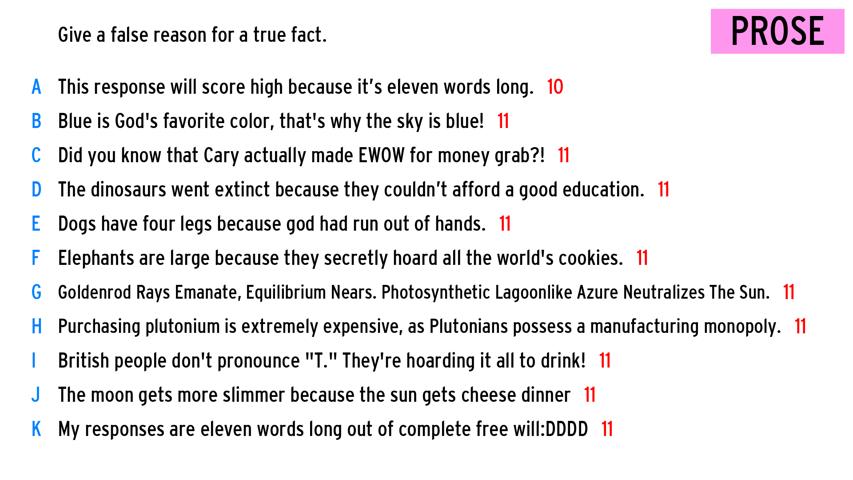 Give a false reason for a true fact.
PROSE
A This response will score high because it's eleven words long. 10
B Blue is God's favorite color, that's why the sky is blue! 11
C Did you know that Cary actually made EWOW for money grab?! 11
D The dinosaurs went extinct because they couldn't afford a good education. 11
E Dogs have four legs because god had run out of hands. 11
F Elephants are large because they secretly hoard all the world's cookies. 11
G Goldenrod Rays Emanate, Equilibrium Nears. Photosynthetic Lagoonlike Azure Neutralizes The Sun. 11
H Purchasing plutonium is extremely expensive, as Plutonians possess a manufacturing monopoly. 11
I British people don't pronounce "T." They're hoarding it all to drink! 11
J The moon gets more slimmer because the sun gets cheese dinner 11
K My responses are eleven words long out of complete free will:DDDD 11